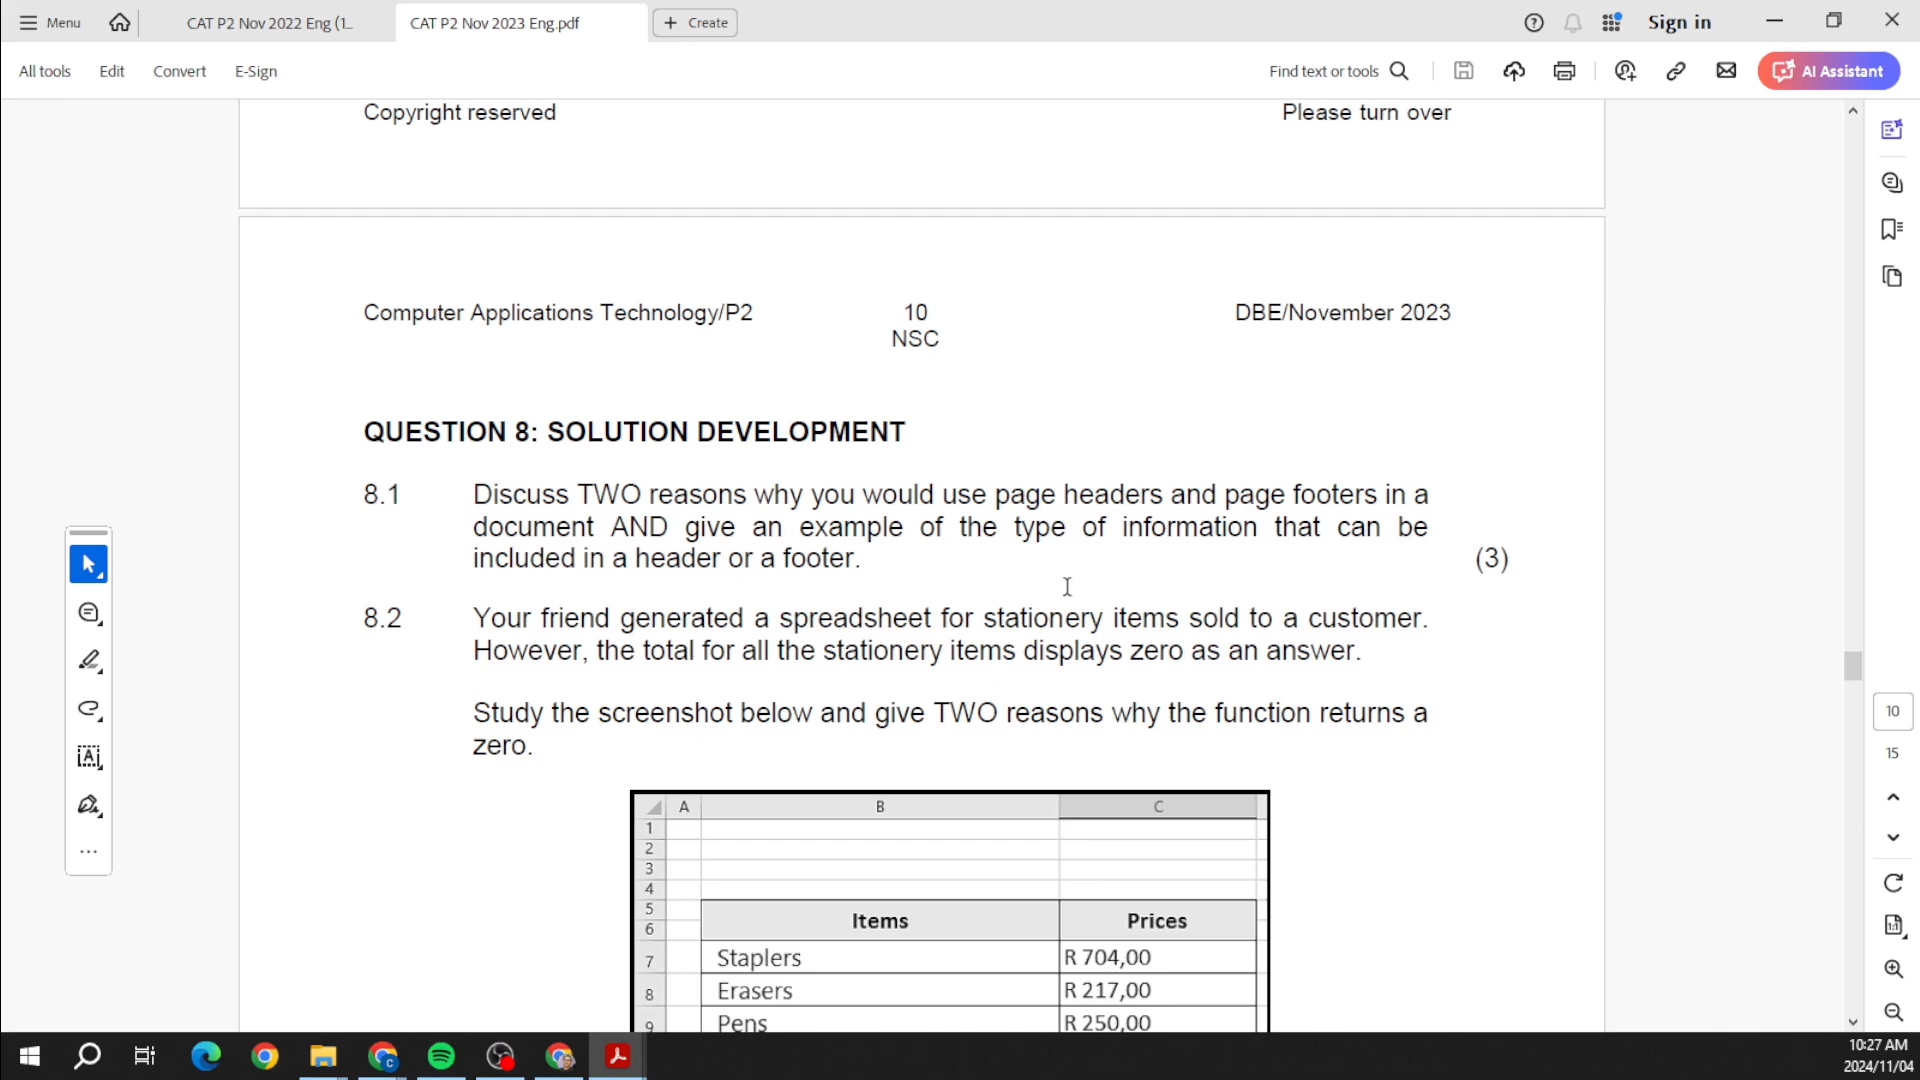 Menu
CAT P2 Nov 2022 Eng (1...
CAT P2 Nov 2023 Eng.pdf
Create
Sign in
All tools
Edit
Convert
E-Sign
Find text or tools
AI Assistant
Copyright reserved
Please turn over
Computer Applications Technology/P2
10
DBE/November 2023
NSC
QUESTION 8: SOLUTION DEVELOPMENT
8.1 Discuss TWO reasons why you would use page headers and page footers in a
document AND give an example of the type of information that can be
included in a header or a footer. (3)
8.2 Your friend generated a spreadsheet for stationery items sold to a customer.
However, the total for all the stationery items displays zero as an answer.
Study the screenshot below and give TWO reasons why the function returns a
zero.
A B C
1
2
3
4
5
6 Items Prices
7 Staplers R 704,00
8 Erasers R 217,00
9 Pens R 250,00
10
15
10:27 AM
2024/11/04